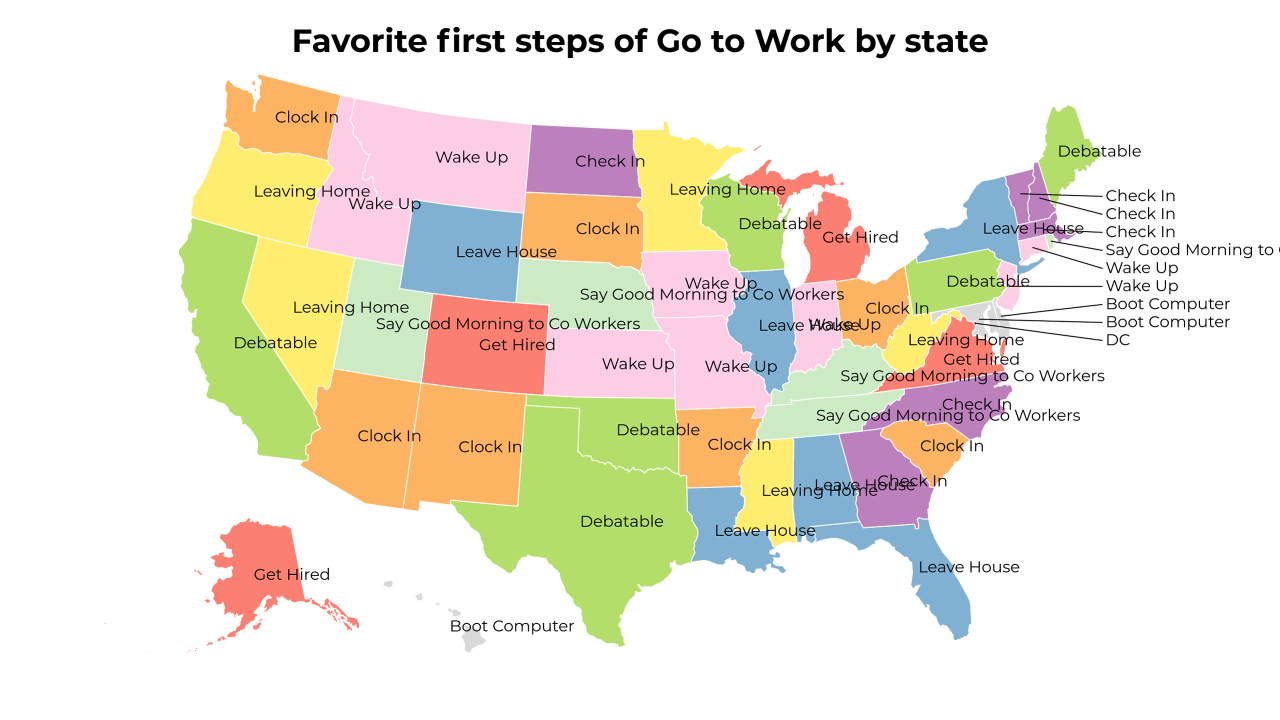 Favorite first steps of Go to Work by state
Clock In
Debatable
Wake Up
Check In
Leaving Home
Leaving Home
Check In
Wake Up
Check In
Debatable
Clock In
Leave House
Check In
Get Hired
Leave House
Say Good Morning to C
Wake Up
Debatable
Wake Up
Wake Up
Say Good Morning to Co Workers
Boot Computer
Leaving Home
Clock In
Boot Computer
Say Good Morning to Co Workers
Leave House
Wake Up
DC
Leaving Home
Debatable
Get Hired
Get Hired
Wake Up
Wake Up
Say Good Morning to Co Workers
Check In
Say Good Morning to Co Workers
Debatable
Clock In
Clock In
Clock In
Clock In
Leave House
Check In
Leaving Home
Debatable
Leave House
Leave House
Get Hired
Boot Computer